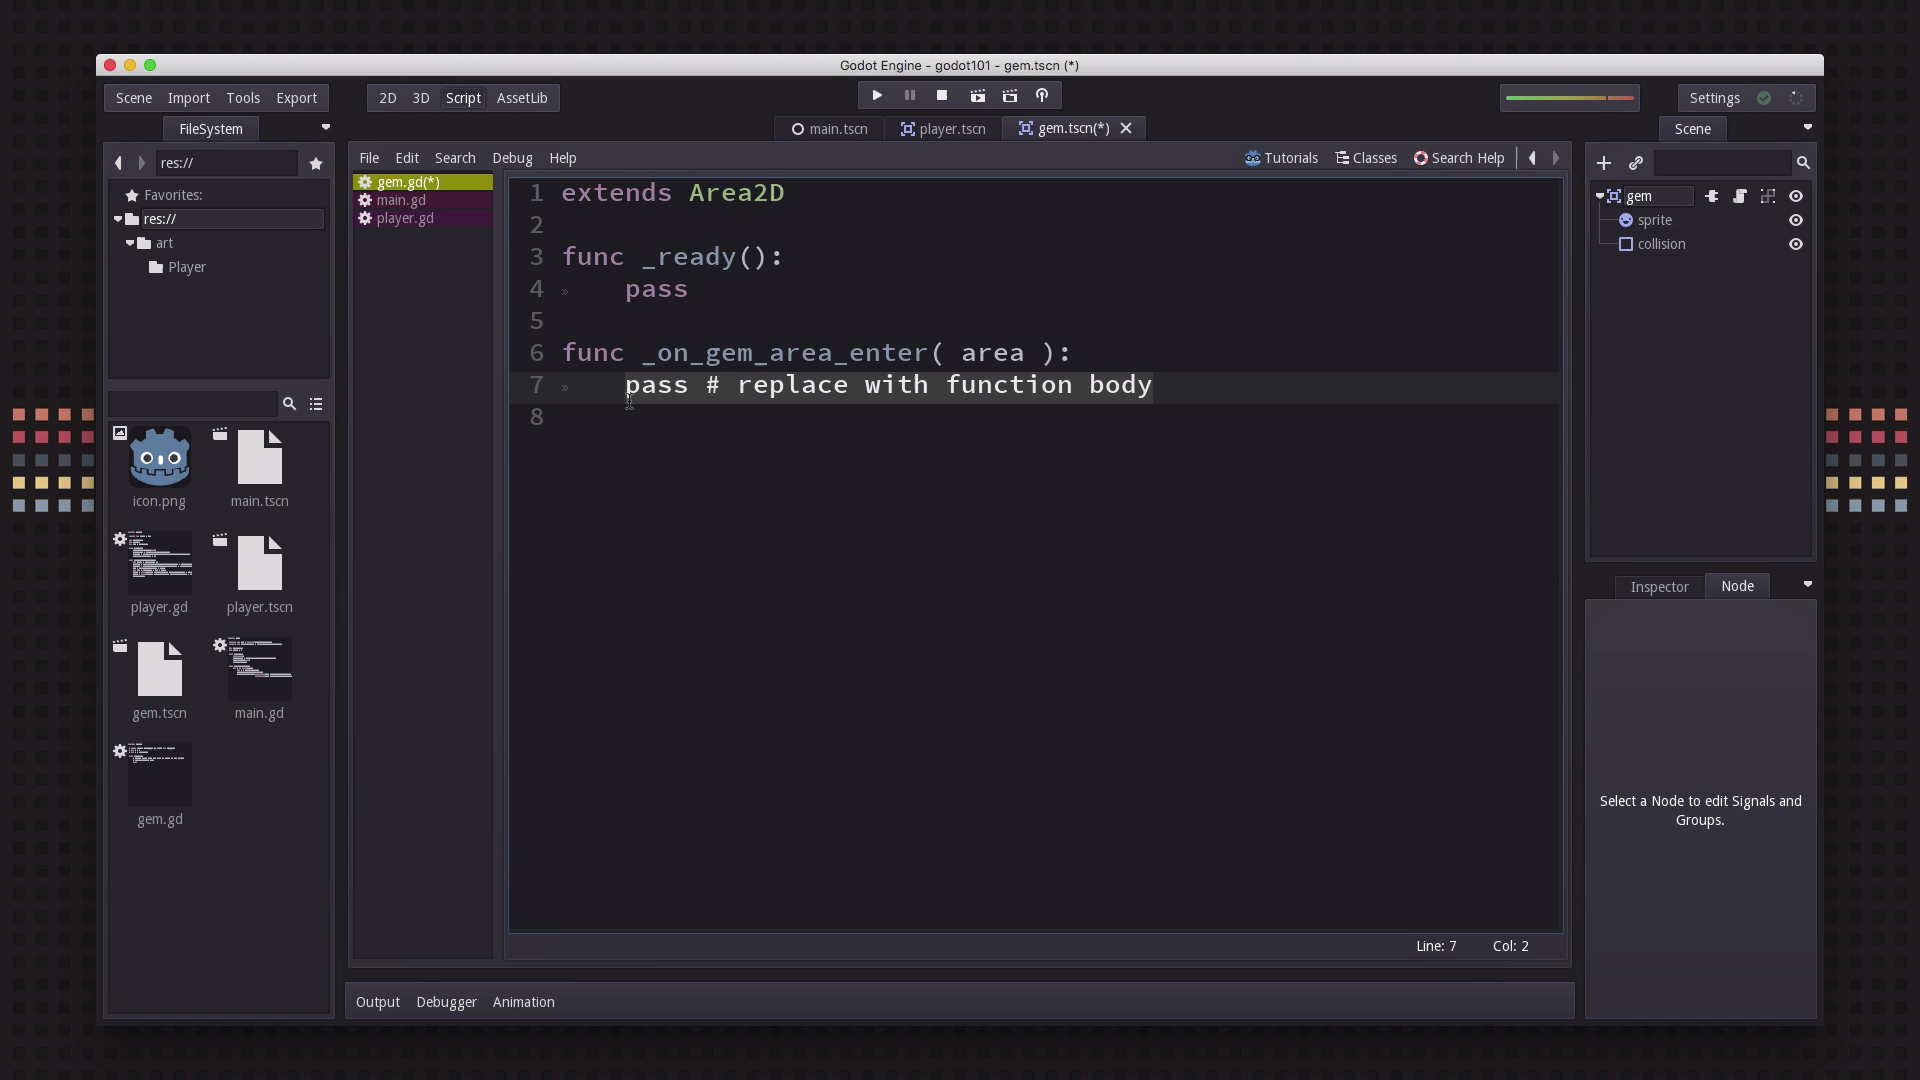 Godot Engine - godot101 - gem.tscn (*)
Scene Import Tools Export
2D 3D Script AssetLib
Settings
FileSystem
main.tscn
player.tscn
gem.tscn(*)
Scene
res://
File Edit Search Debug Help
Tutorials Classes Search Help
Favorites:
res://
art
Player
gem.gd(*)
main.gd
player.gd
1 extends Area2D
2
3 func _ready():
4 » pass
5
6 func _on_gem_area_enter( area ):
7 » pass # replace with function body
8
gem
sprite
collision
icon.png
main.tscn
player.gd
player.tscn
gem.tscn
main.gd
gem.gd
Inspector Node
Select a Node to edit Signals and
Groups.
Line: 7 Col: 2
Output Debugger Animation